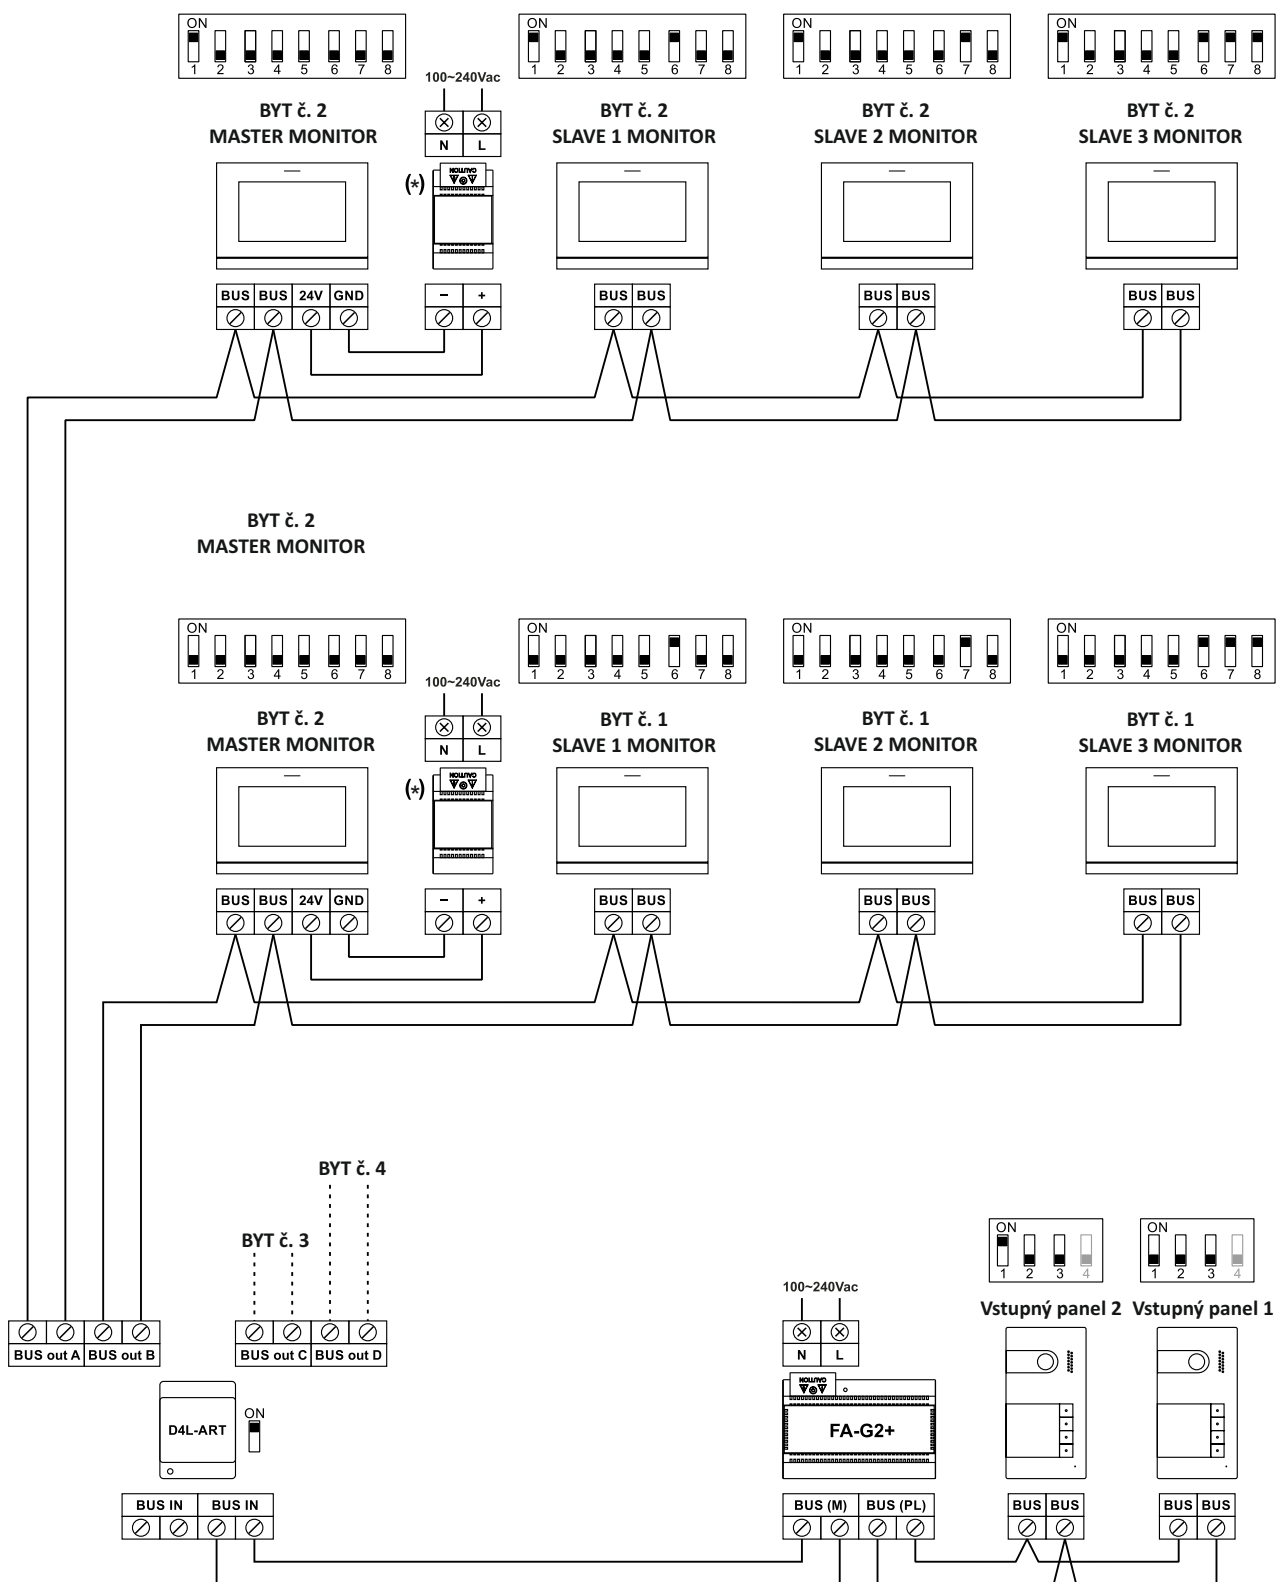 ON ON ON ON
1 2 3 4 5 6 7 8 1 2 3 4 5 6 7 8 1 2 3 4 5 6 7 8 1 2 3 4 5 6 7 8
100~240Vac
BYT č. 2 BYT č. 2 BYT č. 2 BYT č. 2
MASTER MONITOR SLAVE 1 MONITOR SLAVE 2 MONITOR SLAVE 3 MONITOR
N L
CAUTION
(*)
BUS BUS 24V GND – + BUS BUS BUS BUS BUS BUS
BYT č. 2
MASTER MONITOR
ON ON ON ON
1 2 3 4 5 6 7 8 1 2 3 4 5 6 7 8 1 2 3 4 5 6 7 8 1 2 3 4 5 6 7 8
100~240Vac
BYT č. 2 BYT č. 1 BYT č. 1 BYT č. 1
MASTER MONITOR SLAVE 1 MONITOR SLAVE 2 MONITOR SLAVE 3 MONITOR
N L
CAUTION
(*)
BUS BUS 24V GND – + BUS BUS BUS BUS BUS BUS
BYT č. 4
BYT č. 3
ON ON
1 2 3 4 1 2 3 4
100~240Vac
Vstupný panel 2 Vstupný panel 1
BUS out A BUS out B BUS out C BUS out D N L
CAUTION
ON
D4L-ART FA-G2+
BUS IN BUS IN BUS (M) BUS (PL) BUS BUS BUS BUS